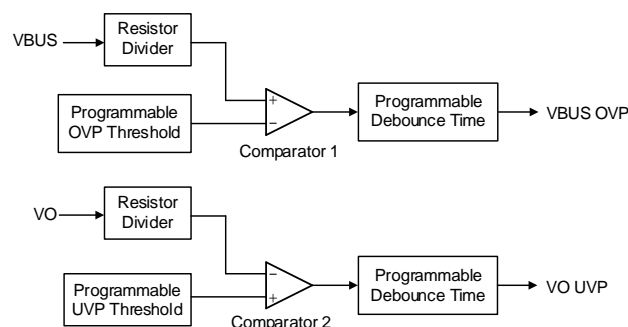 VBUS
Resistor
Divider
Programmable
OVP Threshold
+
−
Comparator 1
Programmable
Debounce Time
VBUS OVP
VO
Resistor
Divider
Programmable
UVP Threshold
−
+
Comparator 2
Programmable
Debounce Time
VO UVP